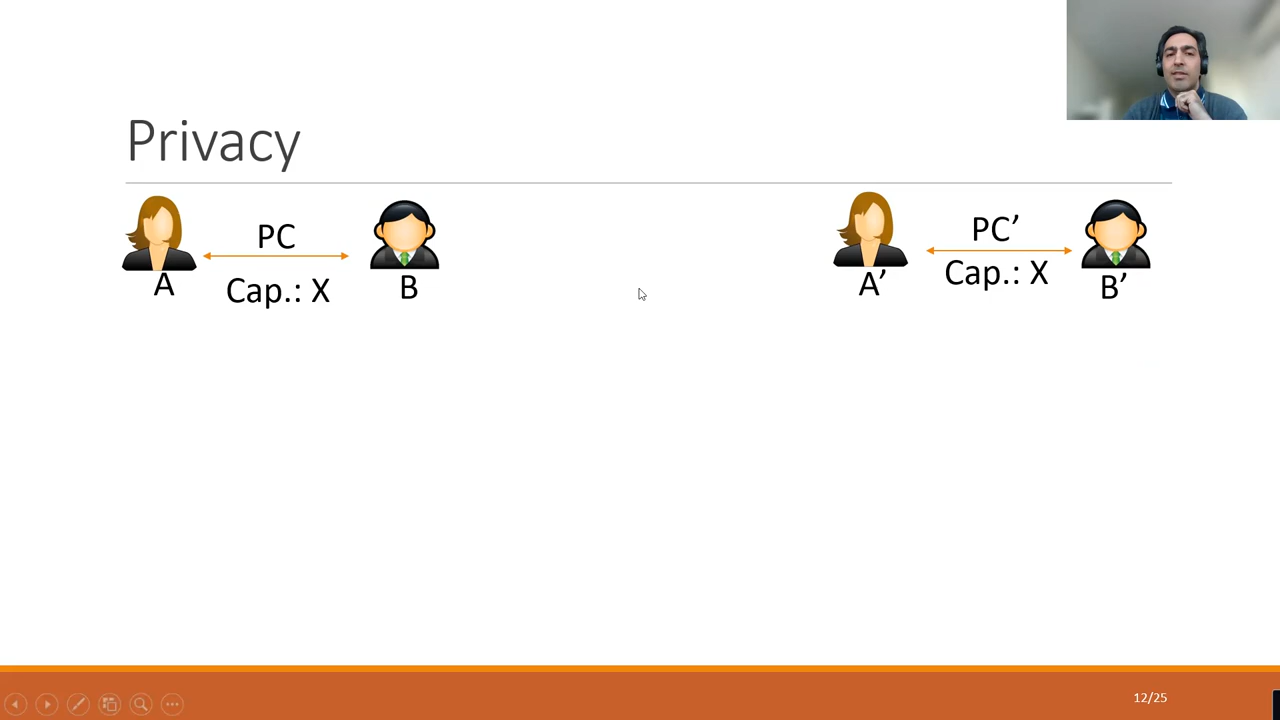 Privacy
PC
Cap.: X
A
B
PC’
Cap.: X
A’
B’
12/25